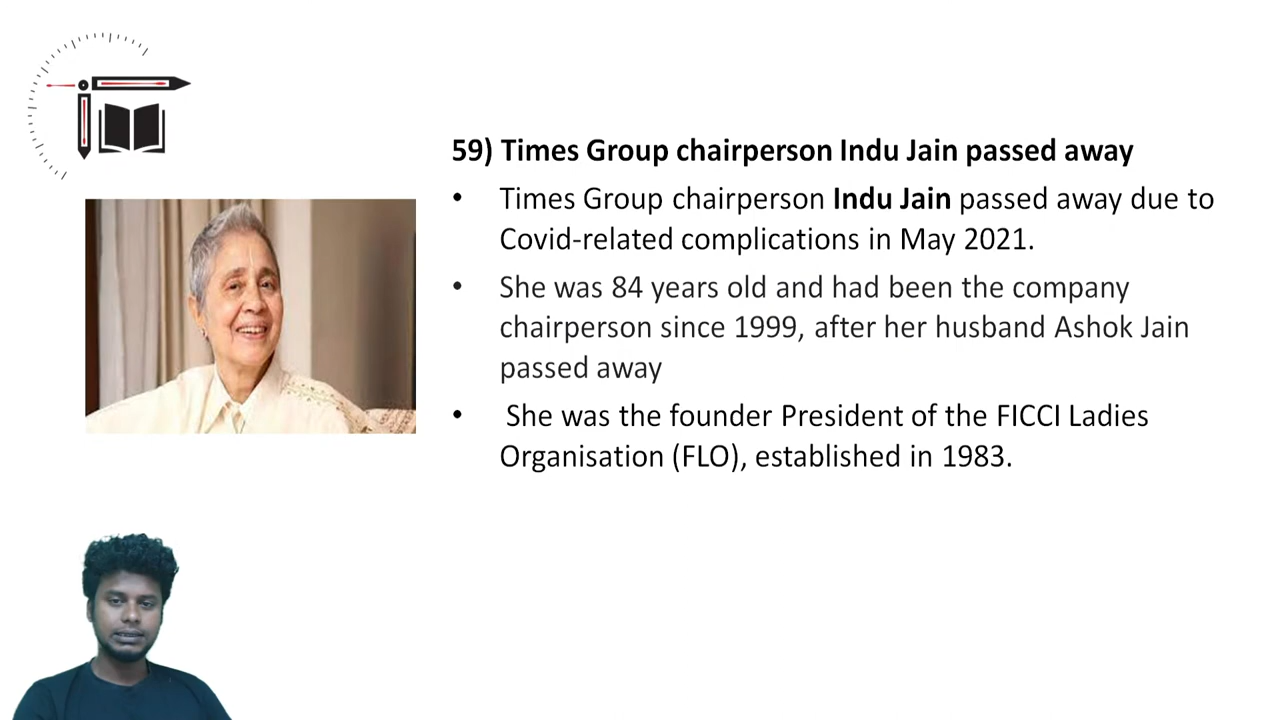 59) Times Group chairperson Indu Jain passed away
• Times Group chairperson Indu Jain passed away due to
Covid-related complications in May 2021.
• She was 84 years old and had been the company
chairperson since 1999, after her husband Ashok Jain
passed away
• She was the founder President of the FICCI Ladies
Organisation (FLO), established in 1983.